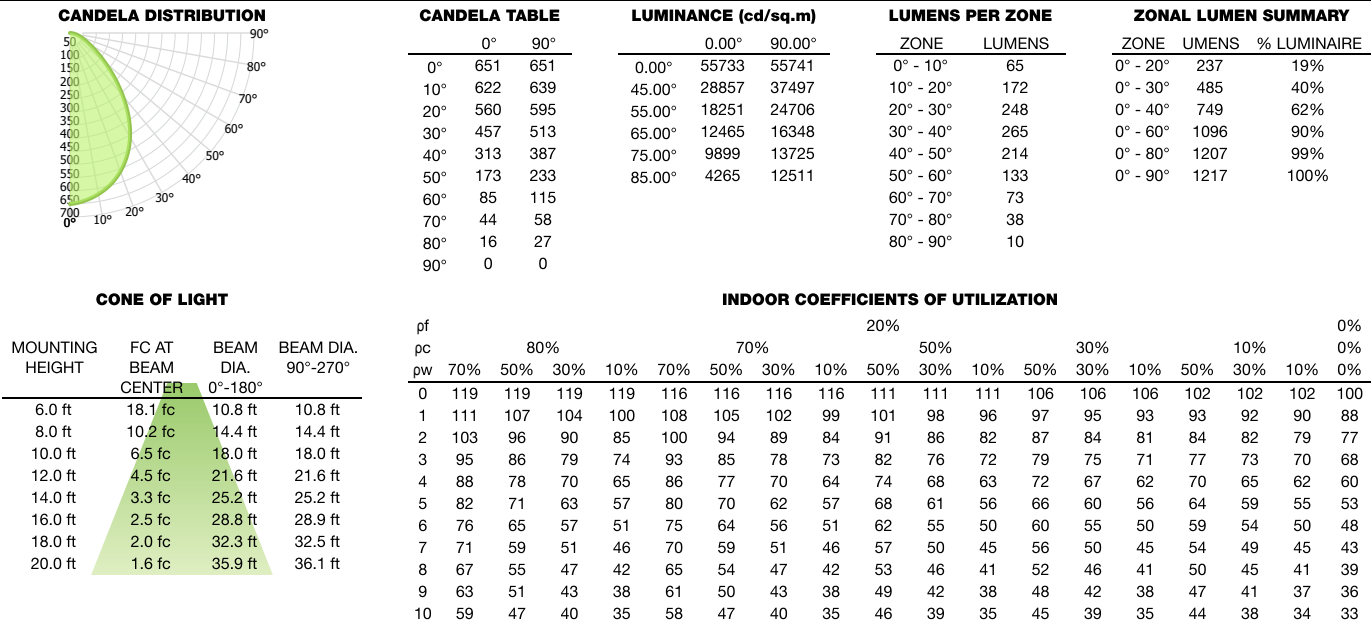 CANDELA DISTRIBUTION
50
100
150
200
250
300
350
400
450
500
550
600
650
700
0°
10°
20°
30°
40°
50°
60°
70°
80°
90°
CANDELA TABLE
0° 90°
0° 651 651
10° 622 639
20° 560 595
30° 457 513
40° 313 387
50° 173 233
60° 85 115
70° 44 58
80° 16 27
90° 0 0
LUMINANCE (cd/sq.m)
0.00° 90.00°
0.00° 55733 55741
45.00° 28857 37497
55.00° 18251 24706
65.00° 12465 16348
75.00° 9899 13725
85.00° 4265 12511
LUMENS PER ZONE
ZONE LUMENS
0° - 10° 65
10° - 20° 172
20° - 30° 248
30° - 40° 265
40° - 50° 214
50° - 60° 133
60° - 70° 73
70° - 80° 38
80° - 90° 10
ZONAL LUMEN SUMMARY
ZONE UMENS % LUMINAIRE
0° - 20° 237 19%
0° - 30° 485 40%
0° - 40° 749 62%
0° - 60° 1096 90%
0° - 80° 1207 99%
0° - 90° 1217 100%
CONE OF LIGHT
MOUNTING FC AT BEAM BEAM DIA.
HEIGHT BEAM DIA. 90°-270°
CENTER 0°-180°
6.0 ft 18.1 fc 10.8 ft 10.8 ft
8.0 ft 10.2 fc 14.4 ft 14.4 ft
10.0 ft 6.5 fc 18.0 ft 18.0 ft
12.0 ft 4.5 fc 21.6 ft 21.6 ft
14.0 ft 3.3 fc 25.2 ft 25.2 ft
16.0 ft 2.5 fc 28.8 ft 28.9 ft
18.0 ft 2.0 fc 32.3 ft 32.5 ft
20.0 ft 1.6 fc 35.9 ft 36.1 ft
INDOOR COEFFICIENTS OF UTILIZATION
ρf 20% 0%
ρc 80% 70% 50% 30% 10% 0%
ρw 70% 50% 30% 10% 70% 50% 30% 10% 50% 30% 10% 50% 30% 10% 50% 30% 10% 0%
0 119 119 119 119 116 116 116 116 111 111 111 106 106 106 102 102 102 100
1 111 107 104 100 108 105 102 99 101 98 96 97 95 93 93 92 90 88
2 103 96 90 85 100 94 89 84 91 86 82 87 84 81 84 82 79 77
3 95 86 79 74 93 85 78 73 82 76 72 79 75 71 77 73 70 68
4 88 78 70 65 86 77 70 64 74 68 63 72 67 62 70 65 62 60
5 82 71 63 57 80 70 62 57 68 61 56 66 60 56 64 59 55 53
6 76 65 57 51 75 64 56 51 62 55 50 60 55 50 59 54 50 48
7 71 59 51 46 70 59 51 46 57 50 45 56 50 45 54 49 45 43
8 67 55 47 42 65 54 47 42 53 46 41 52 46 41 50 45 41 39
9 63 51 43 38 61 50 43 38 49 42 38 48 42 38 47 41 37 36
10 59 47 40 35 58 47 40 35 46 39 35 45 39 35 44 38 34 33